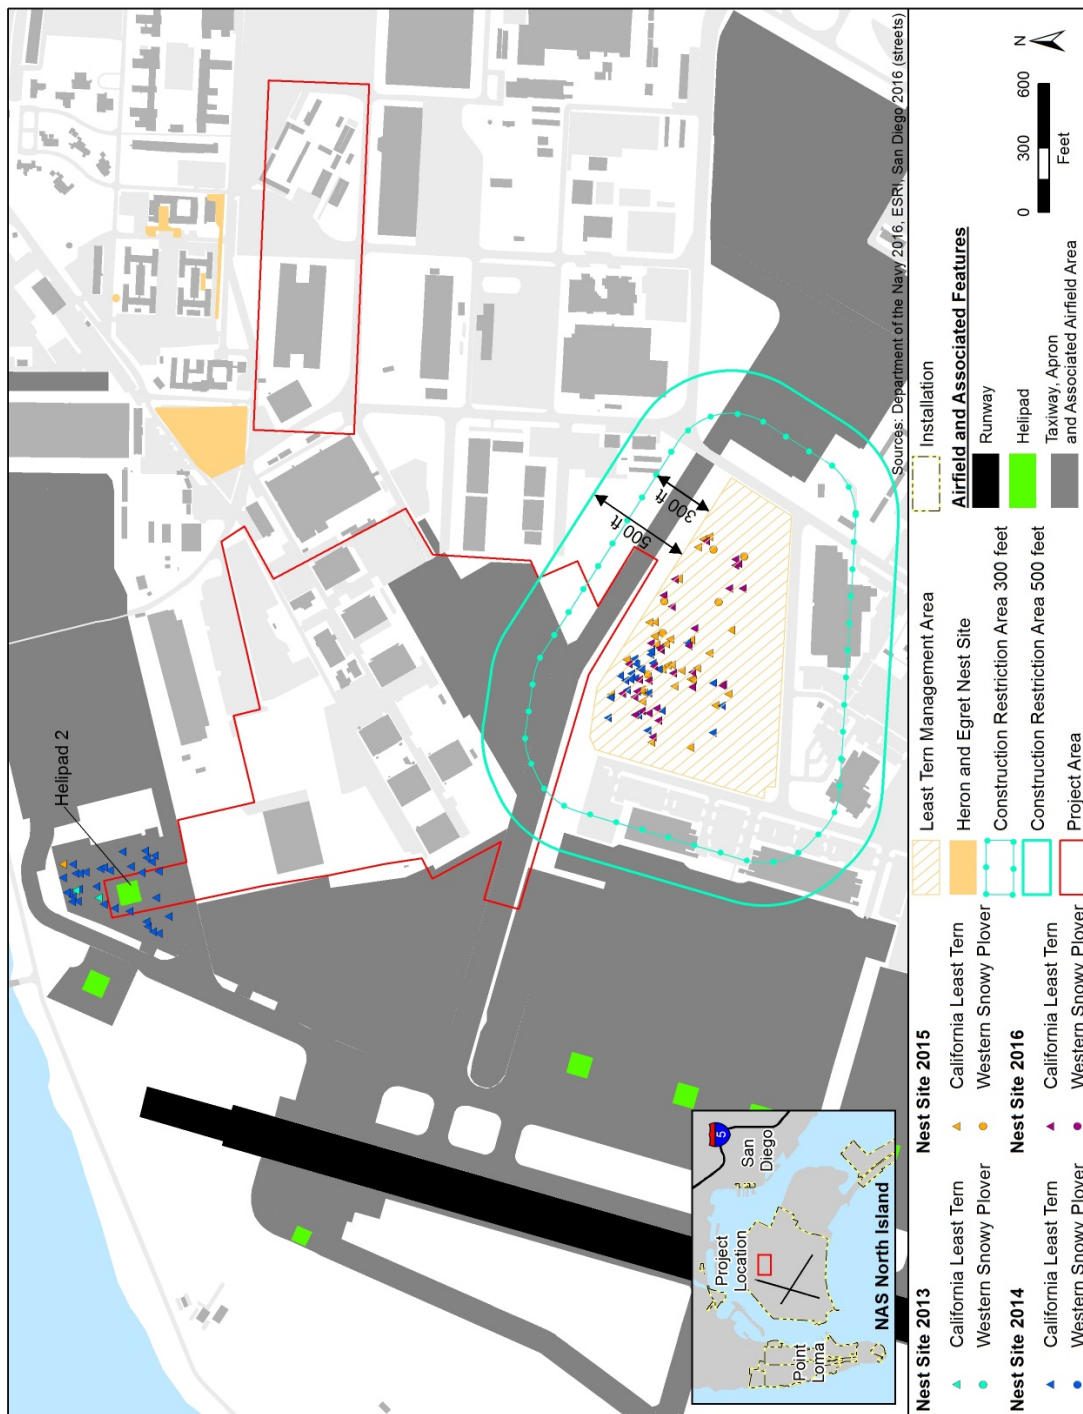 Helipad 2
500 ft
300 ft
Sources: Department of the Navy 2016, ESRI, San Diego 2016 (streets)
Project
Location
San
Diego
5
Point
Loma
NAS North Island
Nest Site 2013
California Least Tern
Western Snowy Plover
Nest Site 2014
California Least Tern
Western Snowy Plover
Nest Site 2015
California Least Tern
Western Snowy Plover
Nest Site 2016
California Least Tern
Western Snowy Plover
Least Tern Management Area
Heron and Egret Nest Site
Construction Restriction Area 300 feet
Construction Restriction Area 500 feet
Project Area
Installation
Airfield and Associated Features
Runway
Helipad
Taxiway, Apron
and Associated Airfield Area
0 300 600
Feet
N